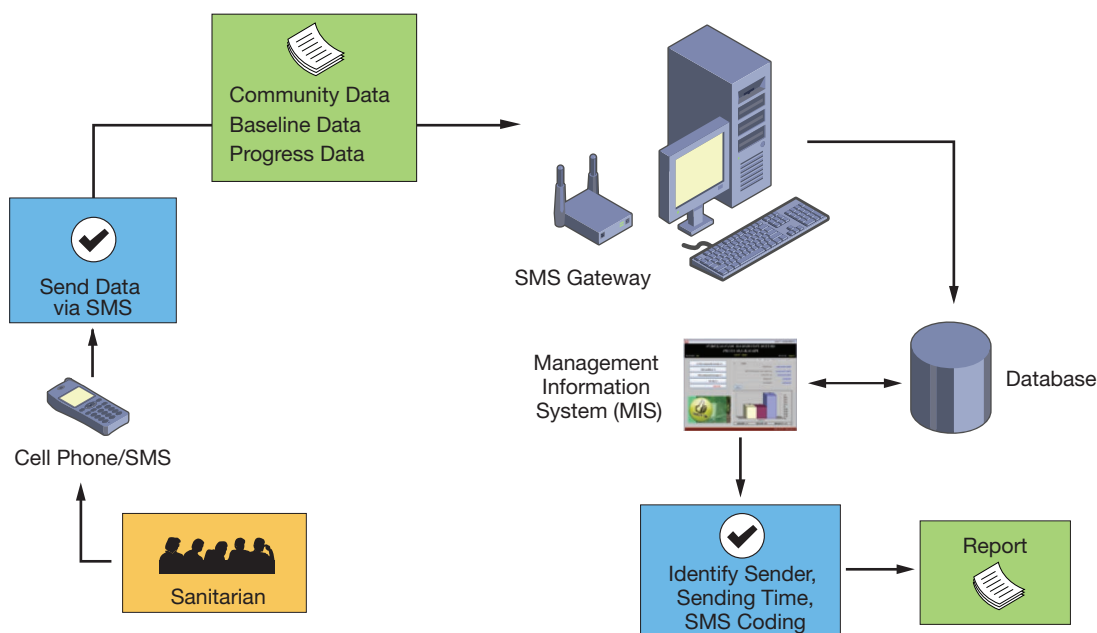 Community Data
Baseline Data
Progress Data
Send Data
via SMS
SMS Gateway
Cell Phone/SMS
Sanitarian
Management
Information
System (MIS)
Database
Identify Sender,
Sending Time,
SMS Coding
Report